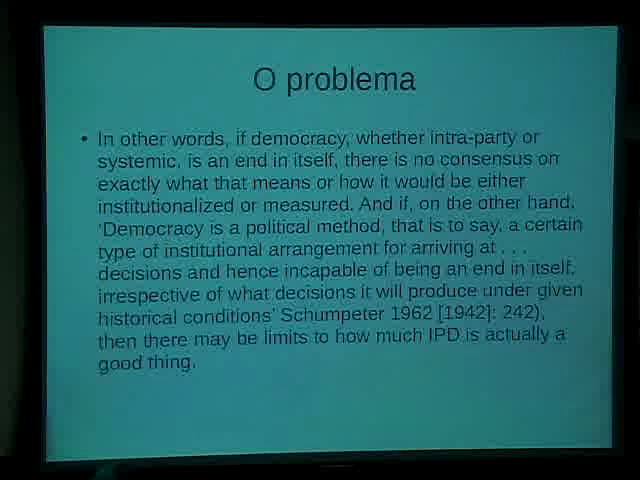 O problema
• In other words, if democracy, whether intra-party or
systemic, is an end in itself, there is no consensus on
exactly what that means or how it would be either
institutionalized or measured. And if, on the other hand,
‘Democracy is a political method, that is to say, a certain
type of institutional arrangement for arriving at . . .
decisions and hence incapable of being an end in itself,
irrespective of what decisions it will produce under given
historical conditions’ Schumpeter 1962 [1942]: 242),
then there may be limits to how much IPD is actually a
good thing.